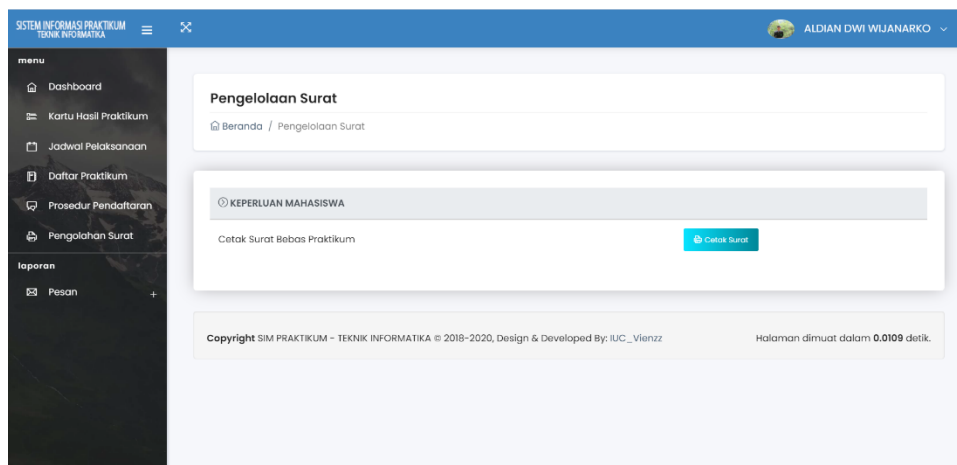 SISTEM INFORMASI PRAKTIKUM
TEKNIK INFORMATIKA
ALDIAN DWI WIJANARKO
menu
Dashboard
Kartu Hasil Praktikum
Jadwal Pelaksanaan
Daftar Praktikum
Prosedur Pendaftaran
Pengolahan Surat
laporan
Pesan +
Pengelolaan Surat
Beranda / Pengelolaan Surat
KEPERLUAN MAHASISWA
Cetak Surat Bebas Praktikum
Cetak Surat
Copyright SIM PRAKTIKUM - TEKNIK INFORMATIKA © 2018-2020, Design & Developed By: IUC_Vienzz
Halaman dimuat dalam 0.0109 detik.